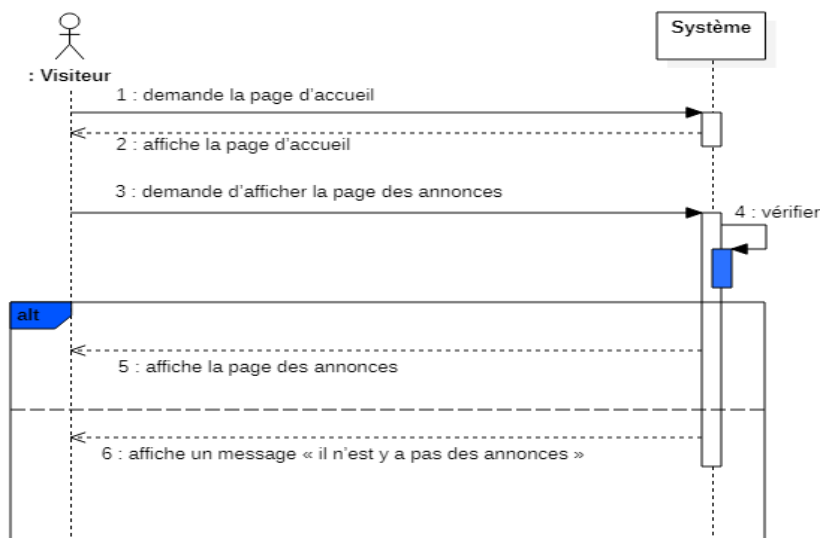 Système
: Visiteur
1 : demande la page d'accueil
2 : affiche la page d'accueil
3 : demande d'afficher la page des annonces
4 : vérifier
alt
5 : affiche la page des annonces
6 : affiche un message « il n'est y a pas des annonces »